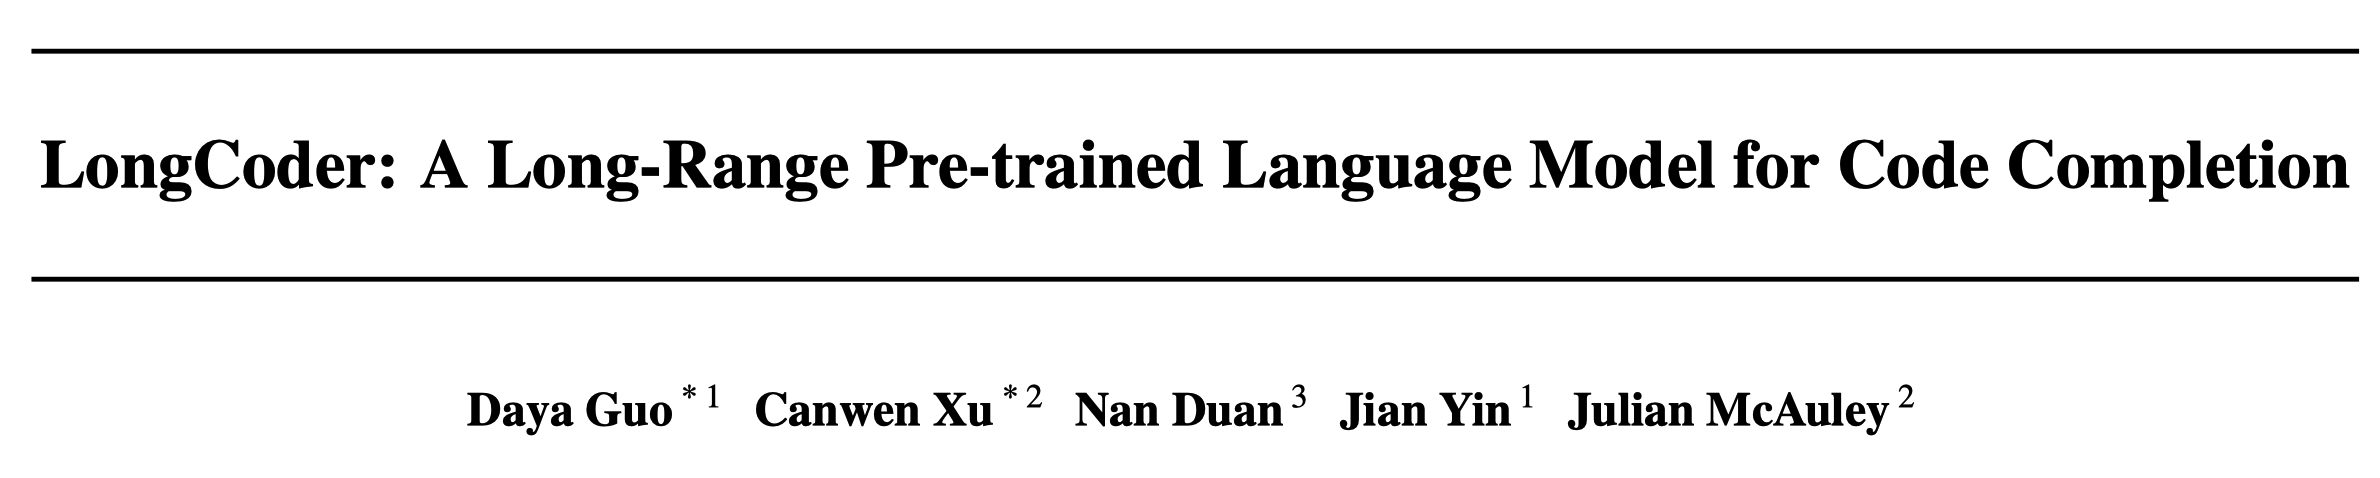 LongCoder: A Long-Range Pre-trained Language Model for Code Completion
Daya Guo * 1 Canwen Xu * 2 Nan Duan 3 Jian Yin 1 Julian McAuley 2